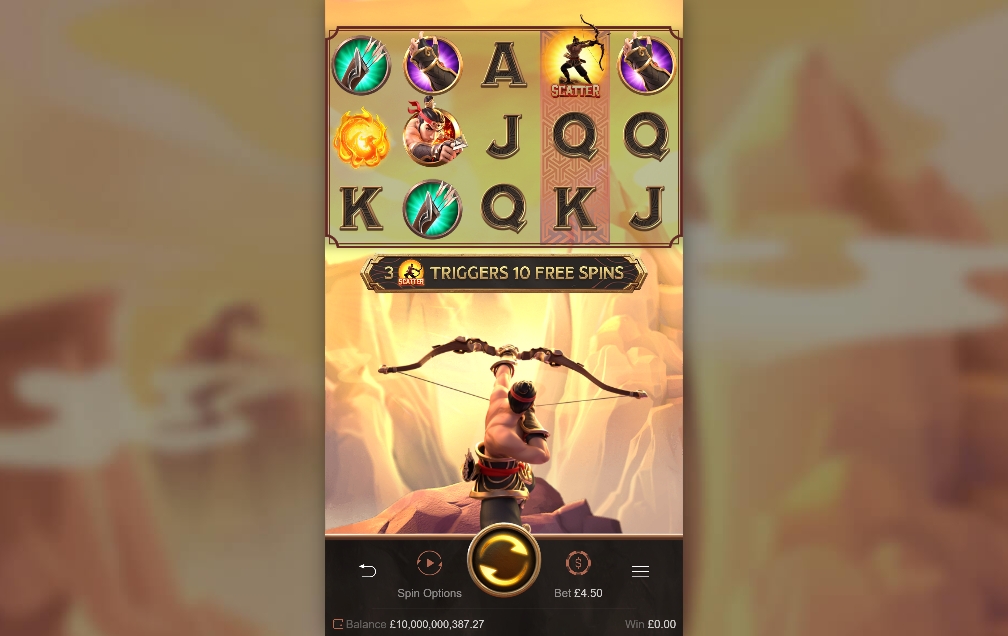 A
SCATTER
J Q Q
K Q K J
3 SCATTER TRIGGERS 10 FREE SPINS
$
Spin Options Bet £4.50
Balance £10,000,000,387.27 Win £0.00